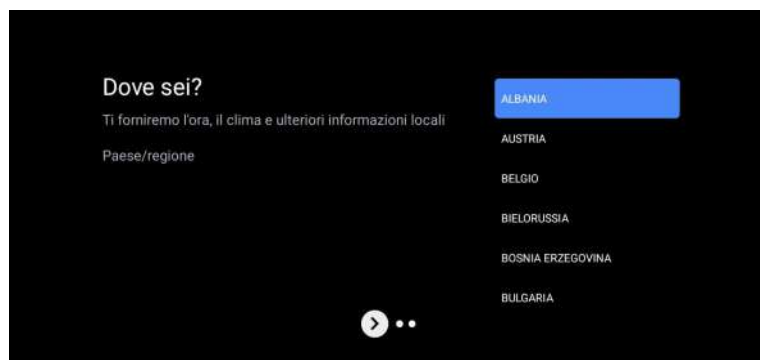 Dove sei?
Ti forniremo l'ora, il clima e ulteriori informazioni locali
Paese/regione
ALBANIA
AUSTRIA
BELGIO
BIELORUSSIA
BOSNIA ERZEGOVINA
BULGARIA